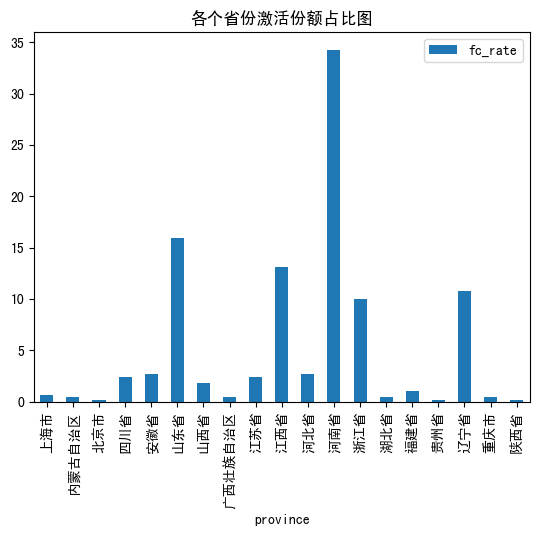 各个省份激活份额占比图
fc_rate
35
30
25
20
15
10
5
0
上海市
内蒙古自治区
北京市
四川省
安徽省
山东省
山西省
广西壮族自治区
江苏省
江西省
河北省
河南省
浙江省
湖北省
福建省
贵州省
辽宁省
重庆市
陕西省
province